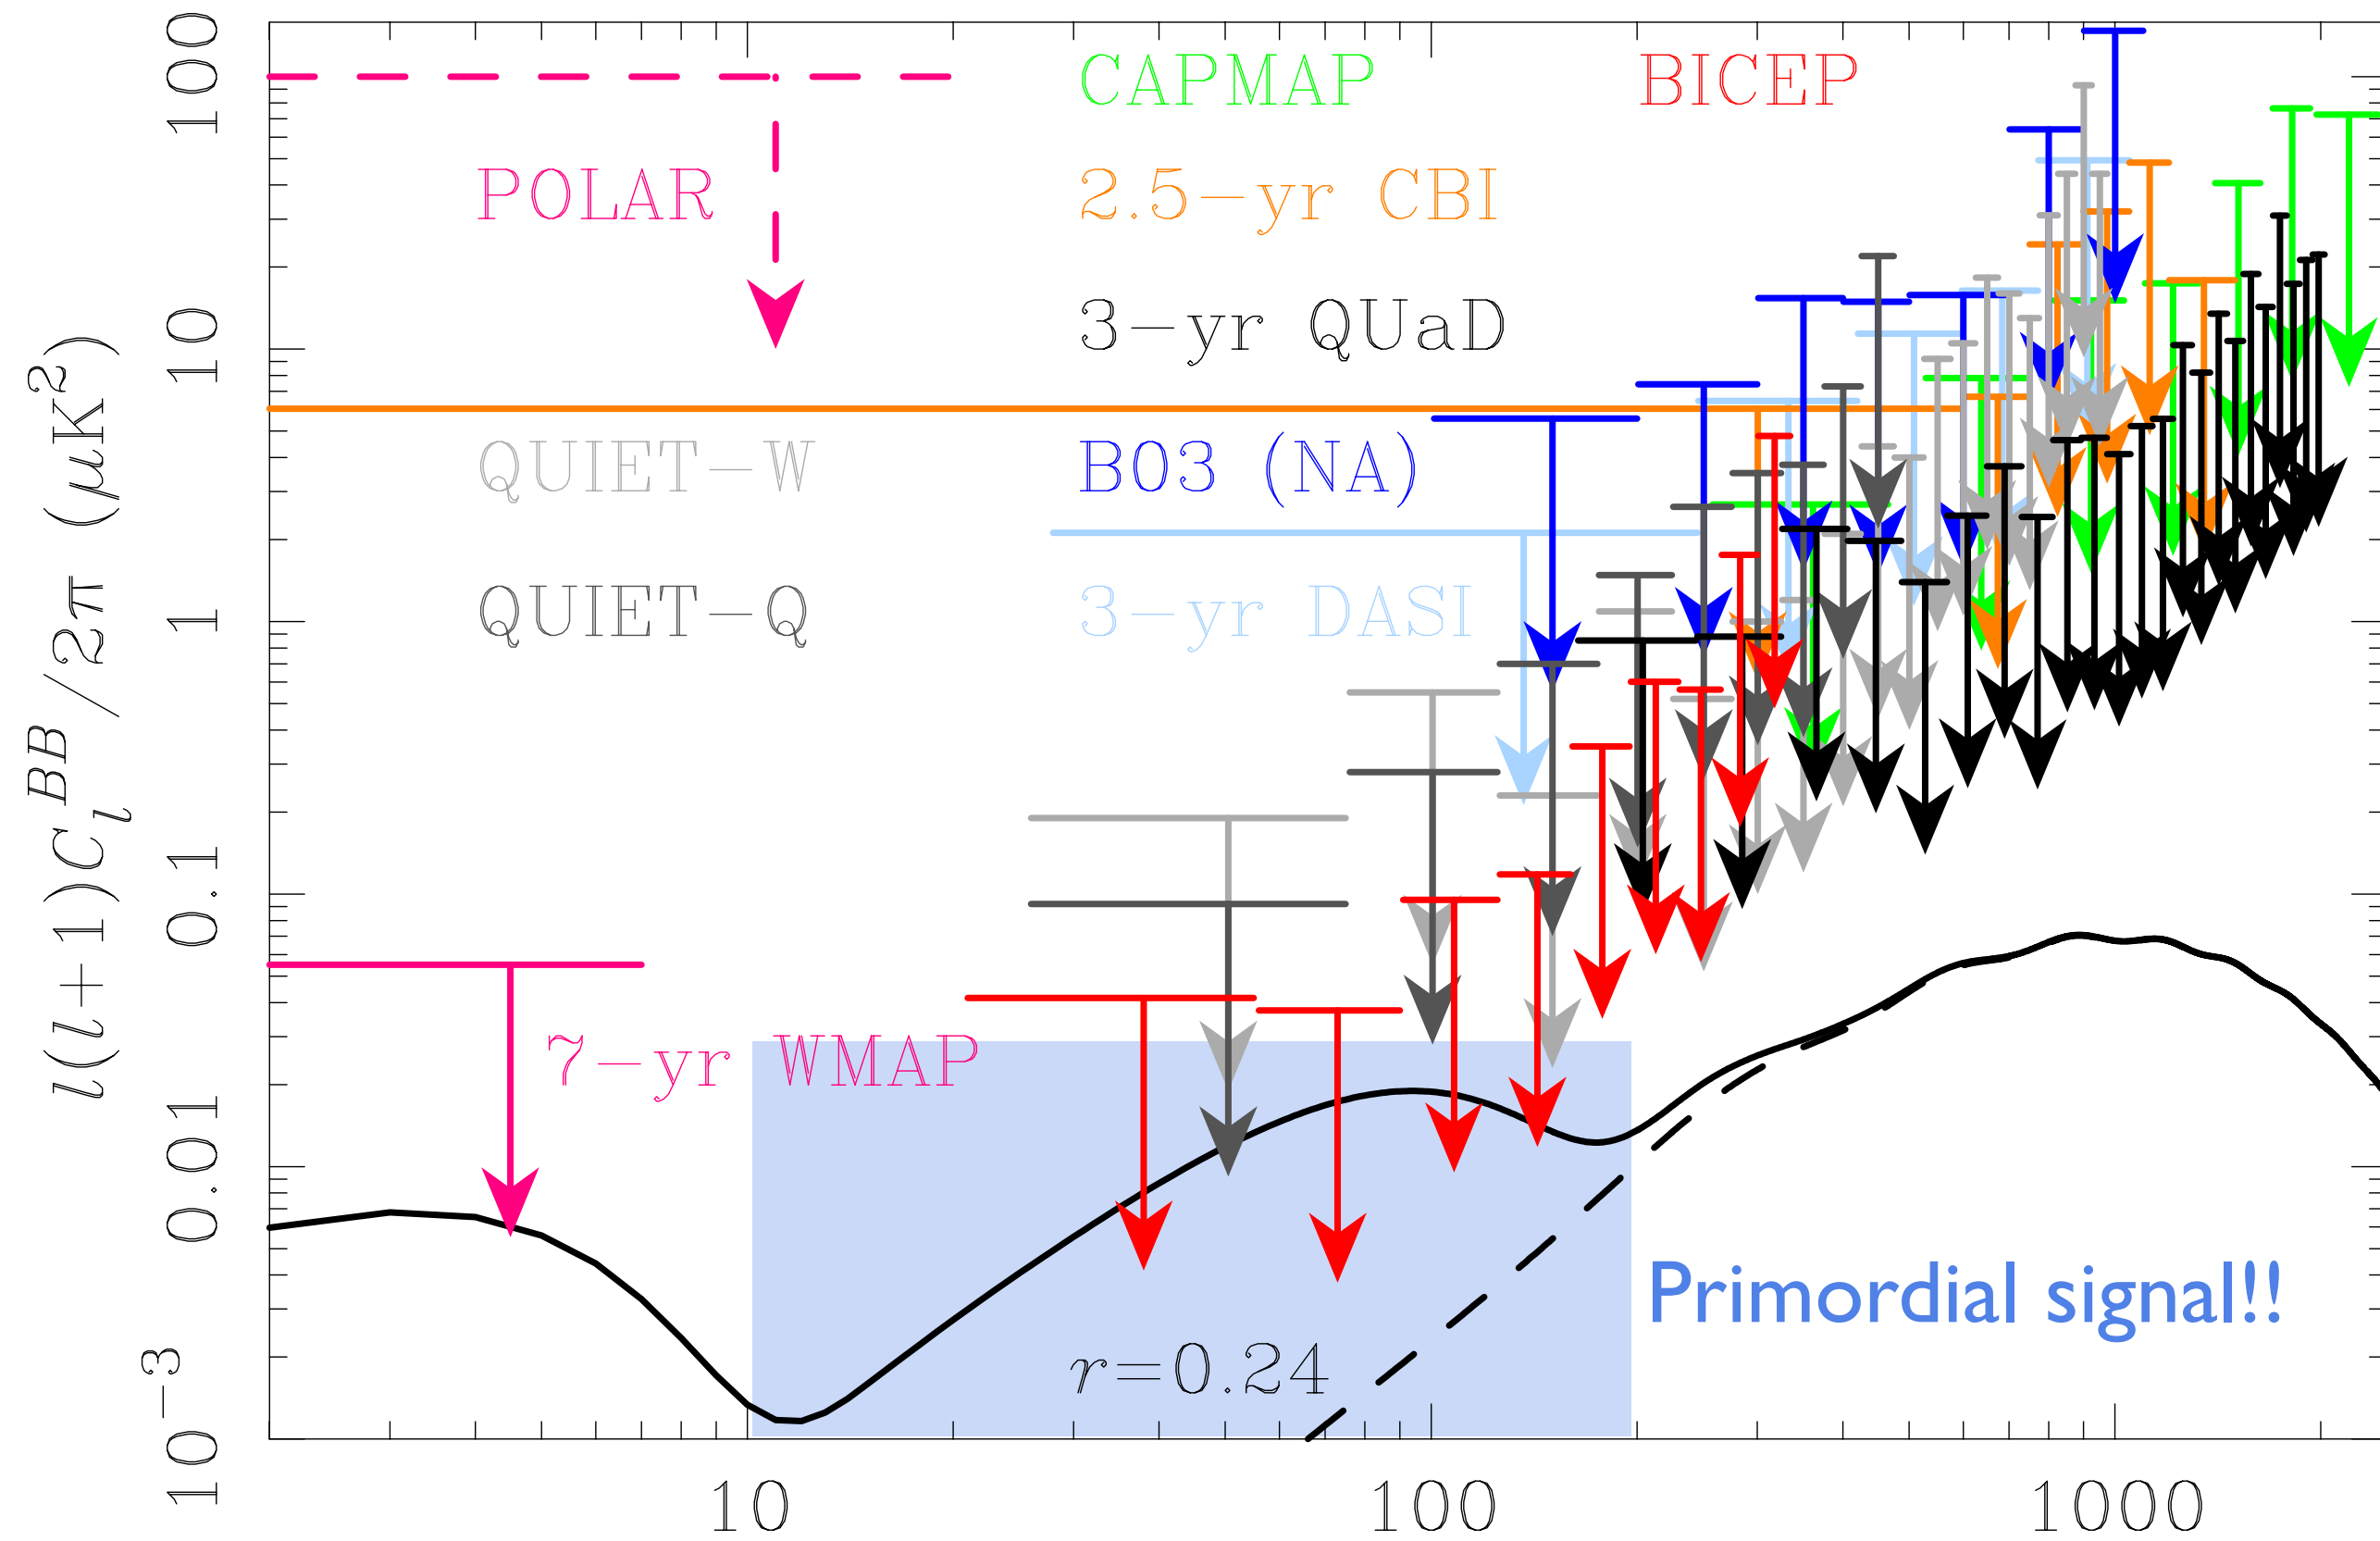 CAPMAP BICEP
POLAR 2.5-yr CBI
3-yr QUaD
QUIET-W B03 (NA)
QUIET-Q 3-yr DASI
7-yr WMAP
Primordial signal!!
r=0.24
l(l+1)C_l^{BB}/2π (μK²)
100
10
1
0.1
0.01
10⁻³
10 100 1000